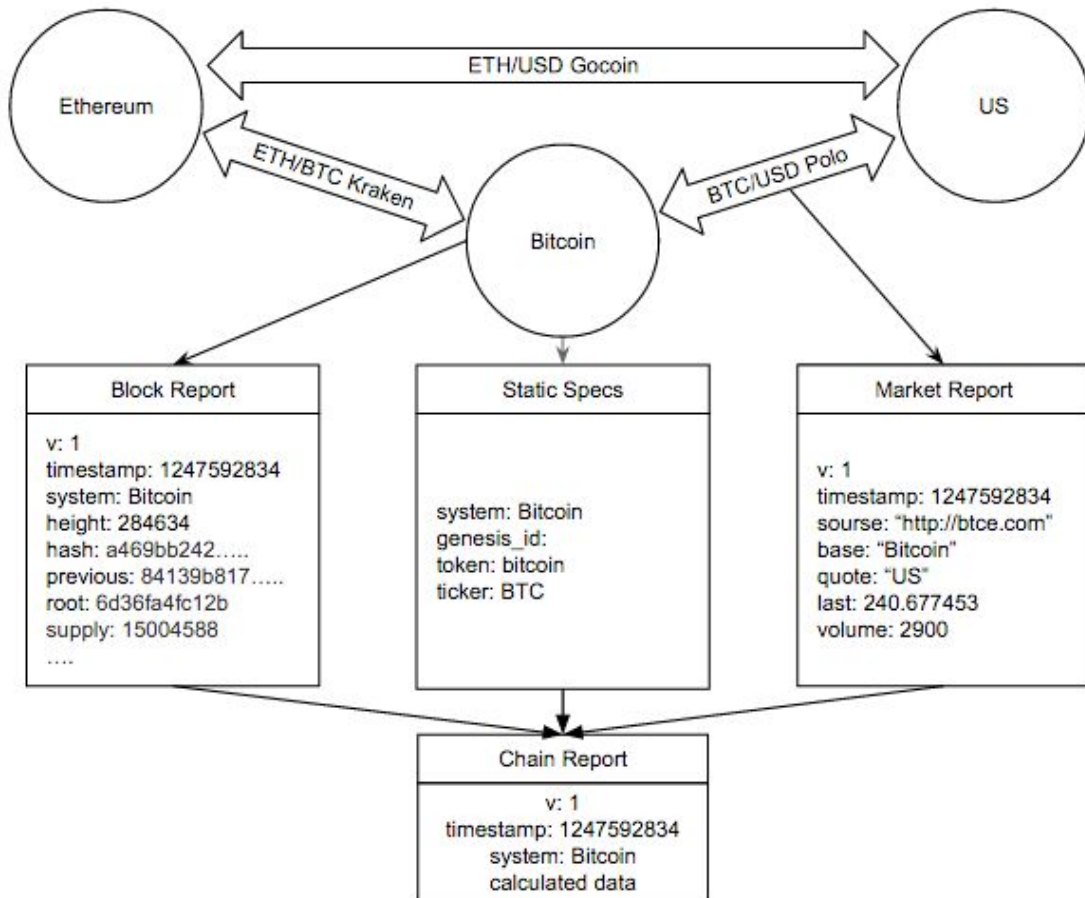 ETH/USD Gocoin
Ethereum
US
ETH/BTC Kraken
BTC/USD Polo
Bitcoin
Block Report
v: 1
timestamp: 1247592834
system: Bitcoin
height: 284634
hash: a469bb242…..
previous: 84139b817…..
root: 6d36fa4fc12b
supply: 15004588
….
Static Specs
system: Bitcoin
genesis_id:
token: bitcoin
ticker: BTC
Market Report
v: 1
timestamp: 1247592834
sourse: “http://btce.com”
base: “Bitcoin”
quote: “US”
last: 240.677453
volume: 2900
Chain Report
v: 1
timestamp: 1247592834
system: Bitcoin
calculated data